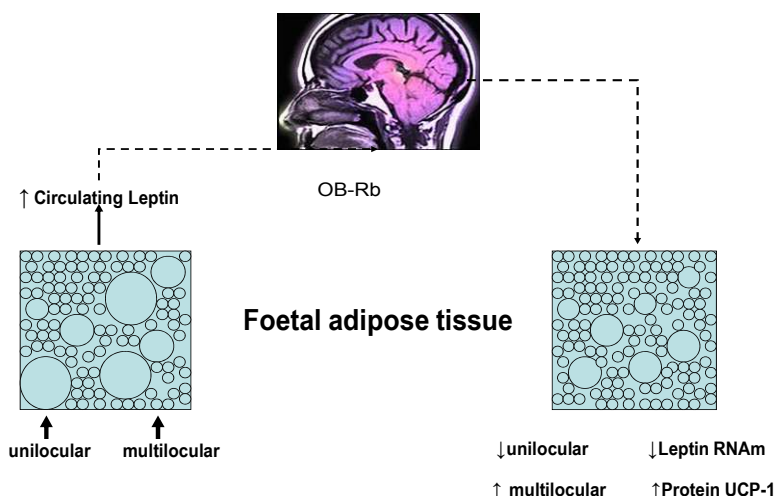 OB-Rb
↑ Circulating Leptin
Foetal adipose tissue
unilocular multilocular
↓unilocular ↓Leptin RNAm
↑ multilocular ↑Protein UCP-1